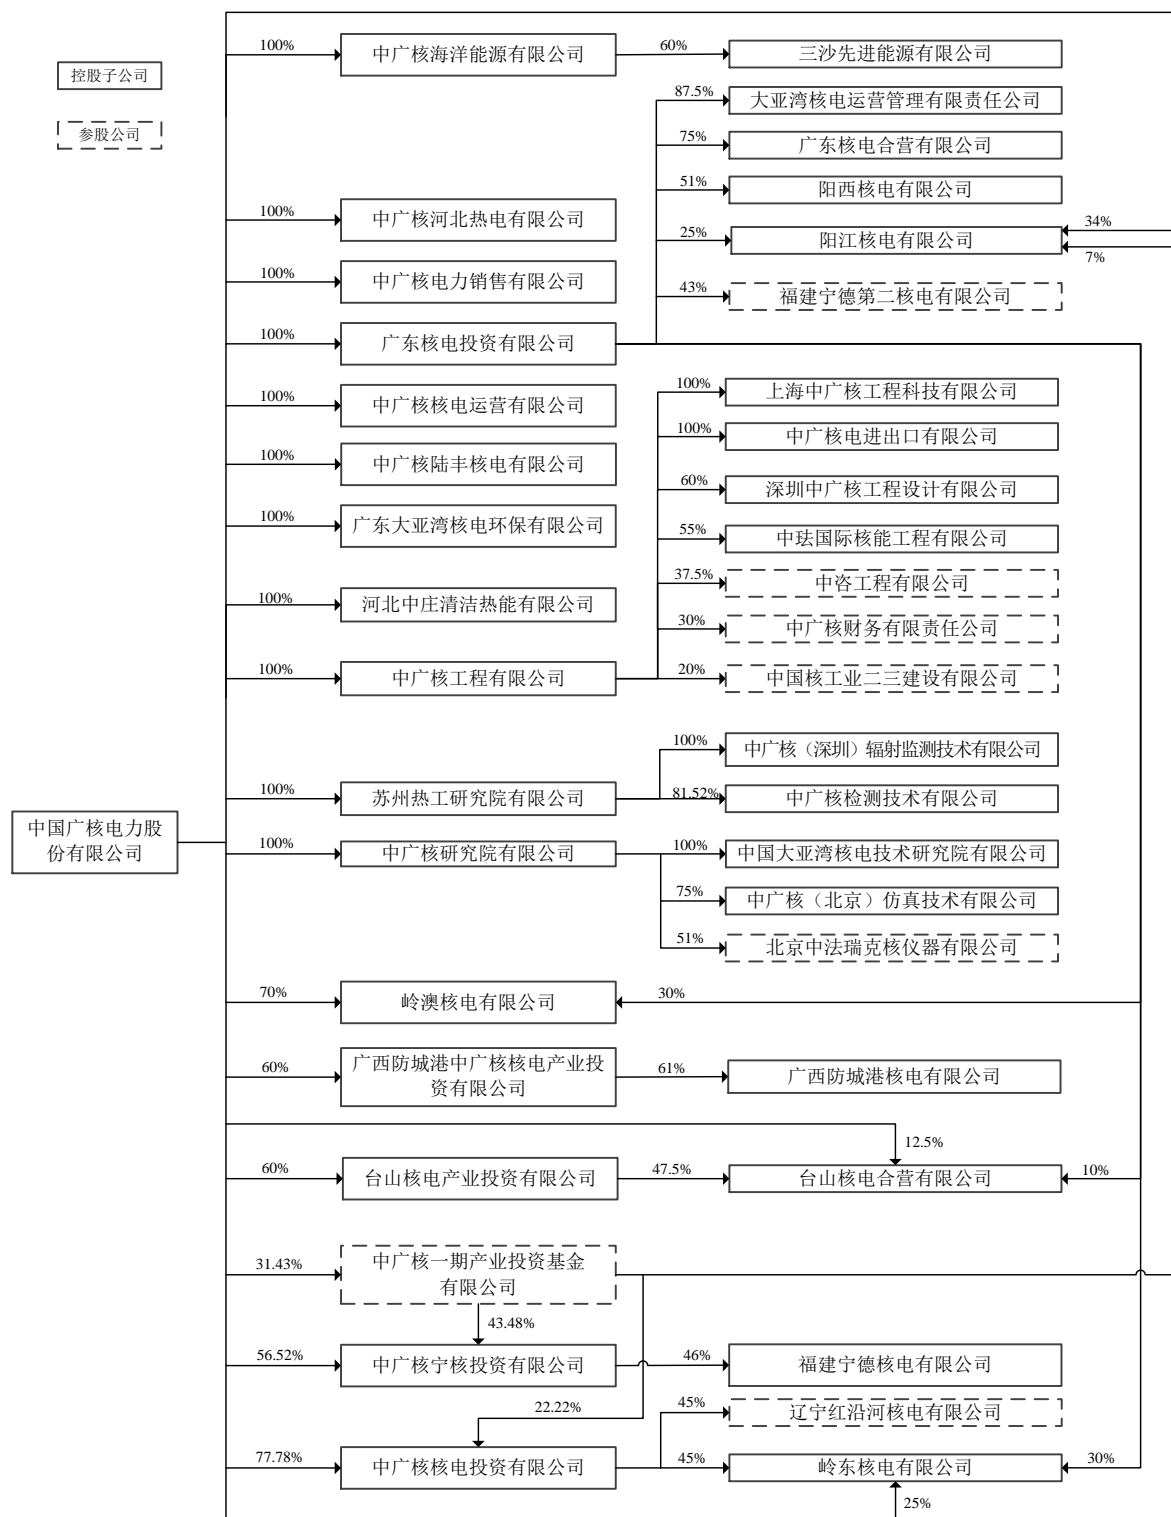 控股子公司
参股公司
100%
中广核海洋能源有限公司
60%
三沙先进能源有限公司
87.5%
大亚湾核电运营管理有限责任公司
75%
广东核电合营有限公司
51%
阳西核电有限公司
100%
中广核河北热电有限公司
25%
阳江核电有限公司
34%
7%
100%
中广核电力销售有限公司
43%
福建宁德第二核电有限公司
100%
广东核电投资有限公司
100%
上海中广核工程科技有限公司
100%
中广核核电运营有限公司
100%
中广核电进出口有限公司
100%
中广核陆丰核电有限公司
60%
深圳中广核工程设计有限公司
100%
广东大亚湾核电环保有限公司
55%
中珐国际核能工程有限公司
37.5%
中咨工程有限公司
100%
河北中庄清洁热能有限公司
30%
中广核财务有限责任公司
100%
中广核工程有限公司
20%
中国核工业二三建设有限公司
100%
中广核（深圳）辐射监测技术有限公司
100%
苏州热工研究院有限公司
81.52%
中广核检测技术有限公司
中国广核电力股
份有限公司
100%
中广核研究院有限公司
100%
中国大亚湾核电技术研究院有限公司
75%
中广核（北京）仿真技术有限公司
51%
北京中法瑞克核仪器有限公司
70%
岭澳核电有限公司
30%
60%
广西防城港中广核核电产业投
资有限公司
61%
广西防城港核电有限公司
12.5%
60%
台山核电产业投资有限公司
47.5%
台山核电合营有限公司
10%
31.43%
中广核一期产业投资基金
有限公司
43.48%
56.52%
中广核宁核投资有限公司
46%
福建宁德核电有限公司
22.22%
45%
辽宁红沿河核电有限公司
77.78%
中广核核电投资有限公司
45%
岭东核电有限公司
30%
25%